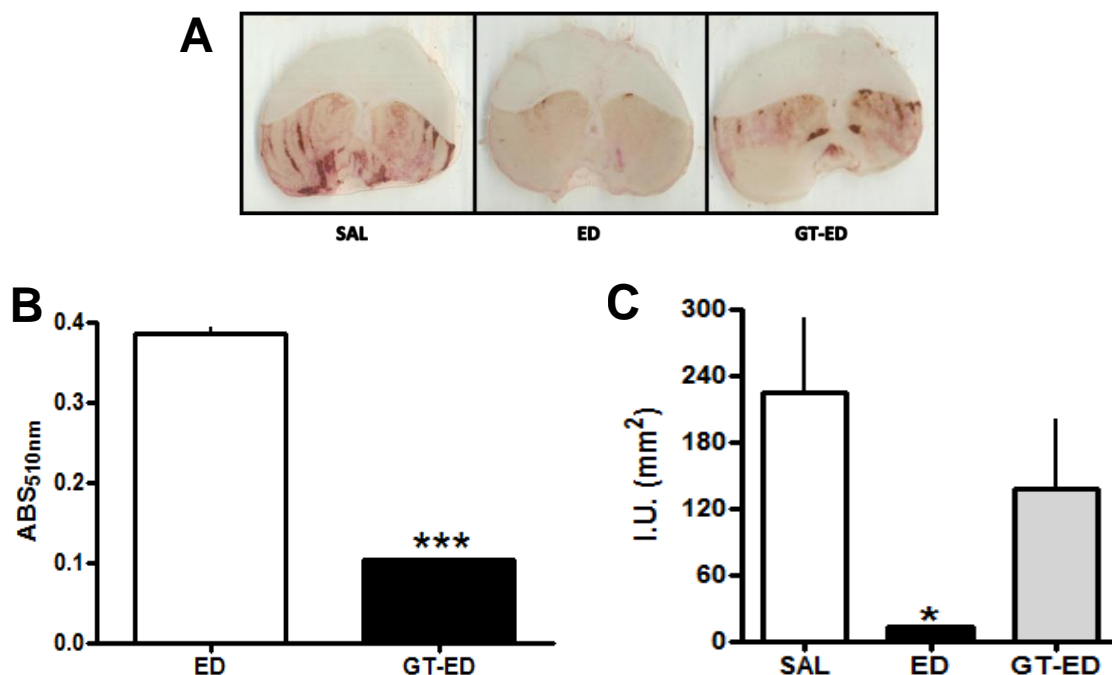 A
SAL ED GT-ED
B
0.4
0.3
0.2
0.1
0.0
ABS510nm
***
ED GT-ED
C
300
240
180
120
60
0
I.U. (mm²)
*
SAL ED GT-ED